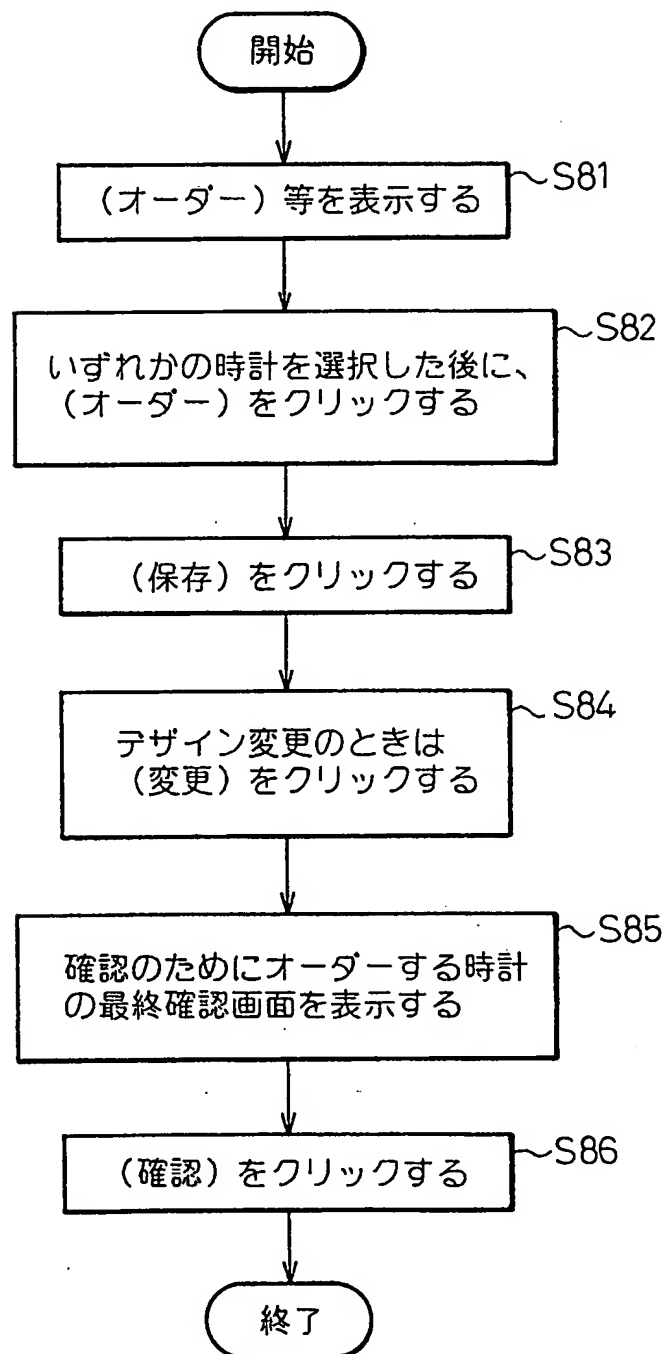 開始
S81
(オーダー)等を表示する
S82
いずれかの時計を選択した後に、
(オーダー)をクリックする
S83
(保存)をクリックする
S84
デザイン変更のときは
(変更)をクリックする
S85
確認のためにオーダーする時計
の最終確認画面を表示する
S86
(確認)をクリックする
終了